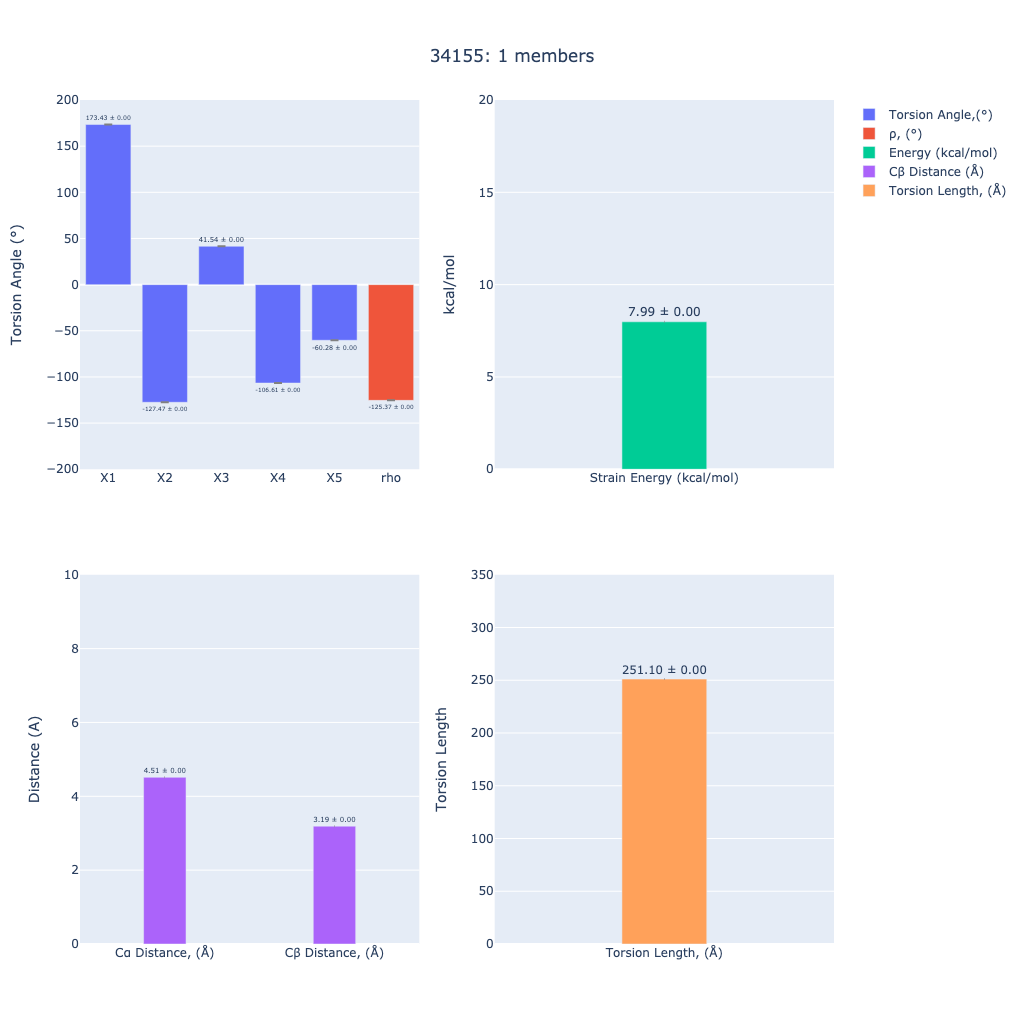 34155: 1 members
Torsion Angle (°)
200
150
100
50
0
−50
−100
−150
−200
173.43 ± 0.00
-127.47 ± 0.00
41.54 ± 0.00
-106.61 ± 0.00
-60.28 ± 0.00
-125.37 ± 0.00
X1 X2 X3 X4 X5 rho
kcal/mol
20
15
10
5
0
7.99 ± 0.00
Strain Energy (kcal/mol)
Torsion Angle,(°)
ρ, (°)
Energy (kcal/mol)
Cβ Distance (Å)
Torsion Length, (Å)
Distance (A)
10
8
6
4
2
0
4.51 ± 0.00
3.19 ± 0.00
Cα Distance, (Å) Cβ Distance, (Å)
Torsion Length
350
300
250
200
150
100
50
0
251.10 ± 0.00
Torsion Length, (Å)